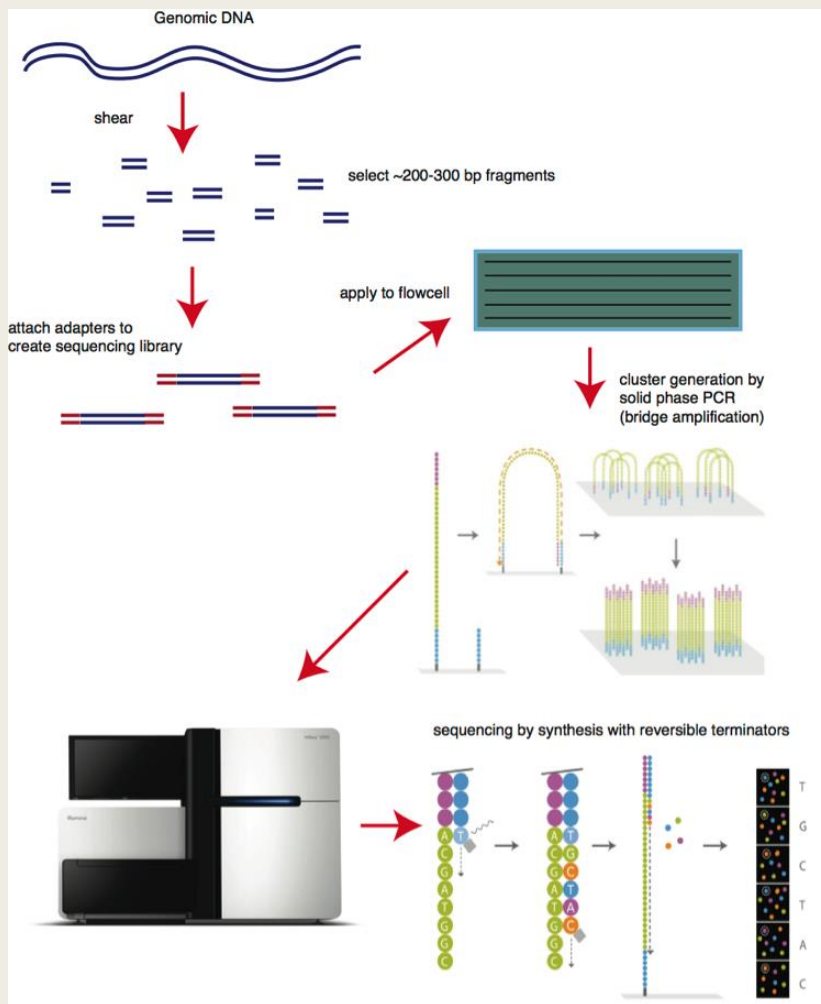 Genomic DNA
shear
select ~200-300 bp fragments
apply to flowcell
attach adapters to
create sequencing library
cluster generation by
solid phase PCR
(bridge amplification)
sequencing by synthesis with reversible terminators
illumina
A T
C
G
A
T
G
G
C
A T
C G
G C
A T
T A
G C
G
C
T
G
C
T
A
C